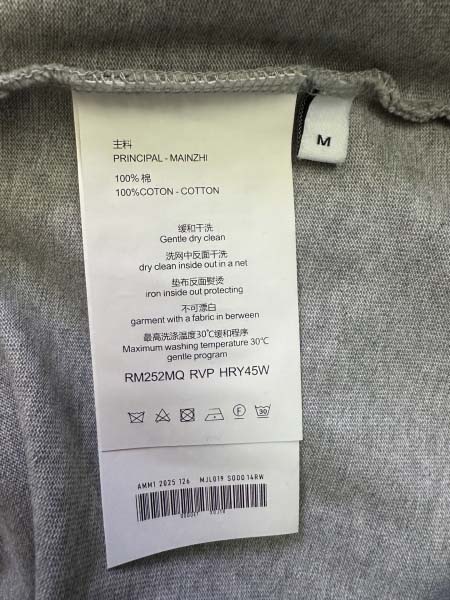 主料
PRINCIPAL - MAINZHI
100% 棉
100%COTON - COTTON
M
缓和干洗
Gentle dry clean
洗网中反面干洗
dry clean inside out in a net
垫布反面熨烫
iron inside out protecting
不可漂白
garment with a fabric in berween
最高洗涤温度30℃缓和程序
Maximum washing temperature 30℃
gentle program
RM252MQ RVP HRY45W
F
30
AMM1 2025 126 MJL019 S000 14RW